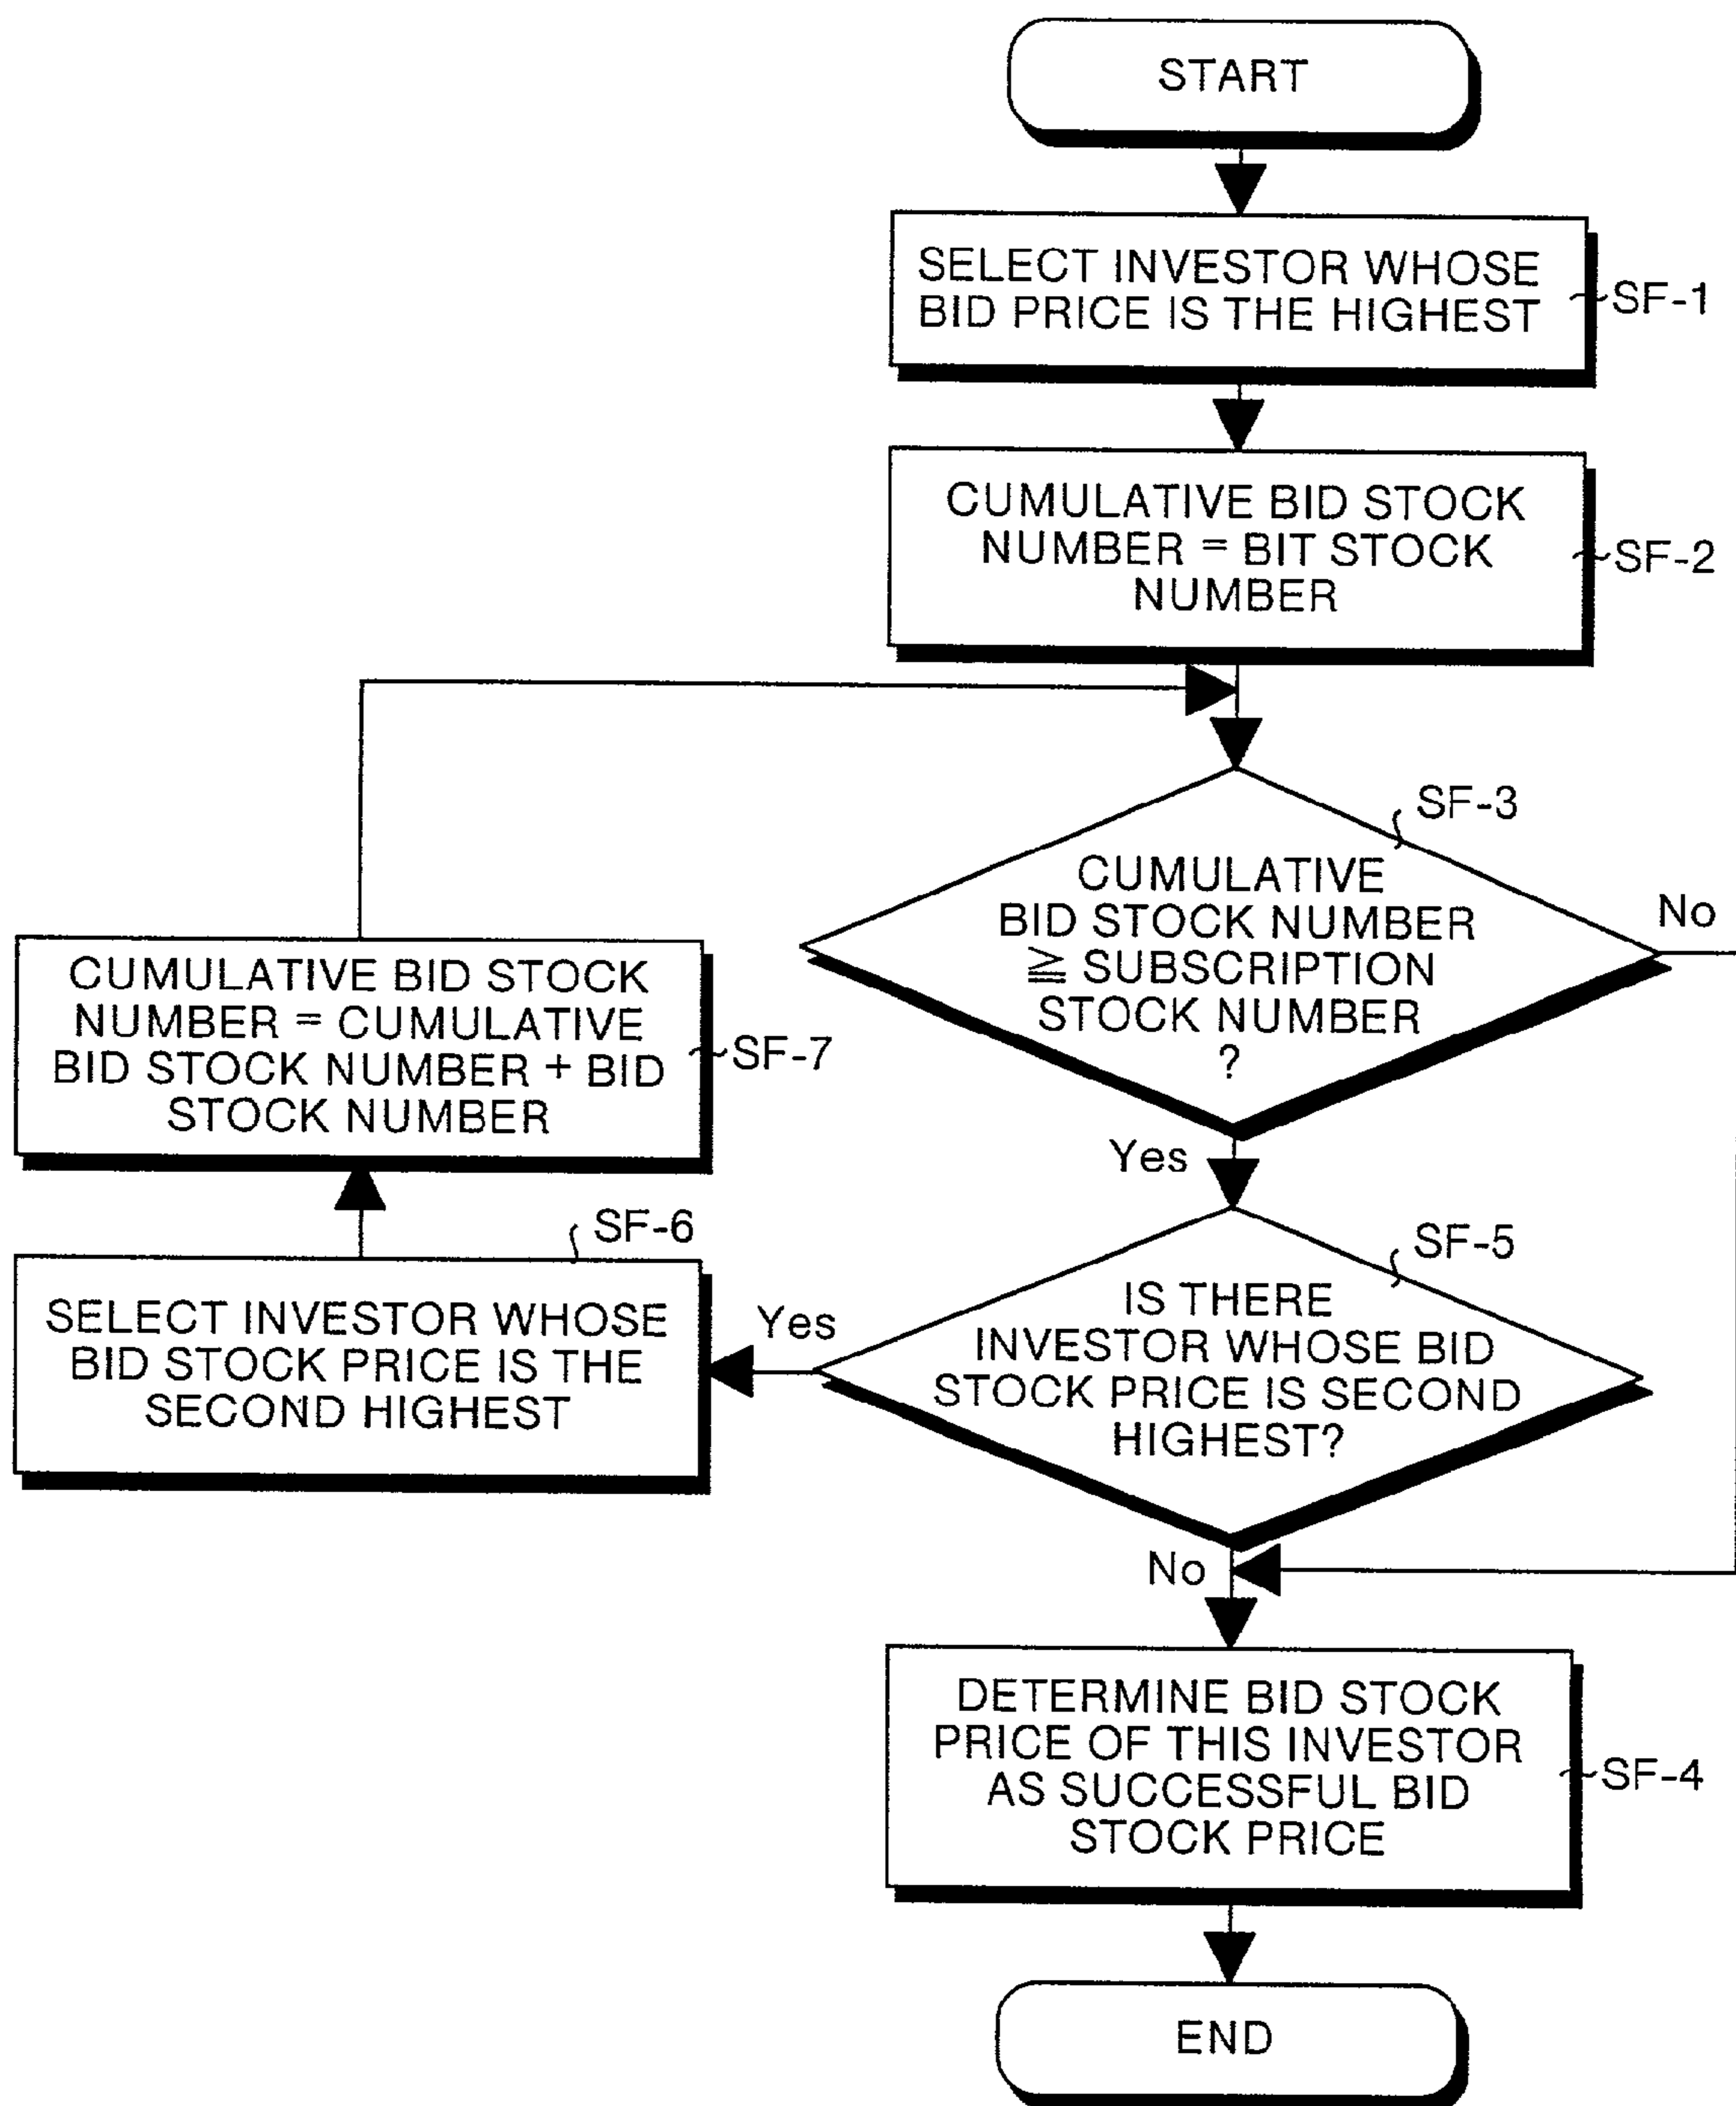 START
SELECT INVESTOR WHOSE
BID PRICE IS THE HIGHEST
SF-1
CUMULATIVE BID STOCK
NUMBER = BIT STOCK
NUMBER
SF-2
SF-3
CUMULATIVE
BID STOCK NUMBER
≧ SUBSCRIPTION
STOCK NUMBER
?
No
Yes
CUMULATIVE BID STOCK
NUMBER = CUMULATIVE
BID STOCK NUMBER + BID
STOCK NUMBER
SF-7
SF-6
SELECT INVESTOR WHOSE
BID STOCK PRICE IS THE
SECOND HIGHEST
Yes
SF-5
IS THERE
INVESTOR WHOSE BID
STOCK PRICE IS SECOND
HIGHEST?
No
DETERMINE BID STOCK
PRICE OF THIS INVESTOR
AS SUCCESSFUL BID
STOCK PRICE
SF-4
END